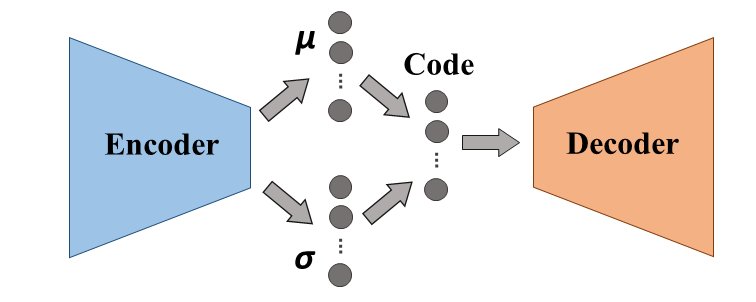 μ
Code
Encoder
Decoder
σ